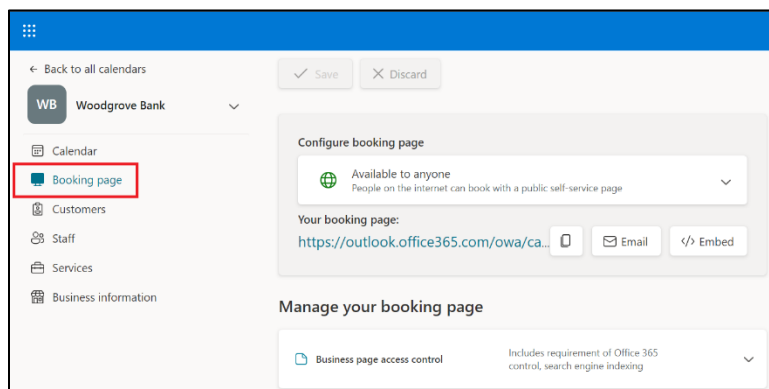 ← Back to all calendars
WB Woodgrove Bank
Calendar
Booking page
Customers
Staff
Services
Business information
Save Discard
Configure booking page
Available to anyone
People on the internet can book with a public self-service page
Your booking page:
https://outlook.office365.com/owa/ca... Email </> Embed
Manage your booking page
Business page access control
Includes requirement of Office 365
control, search engine indexing